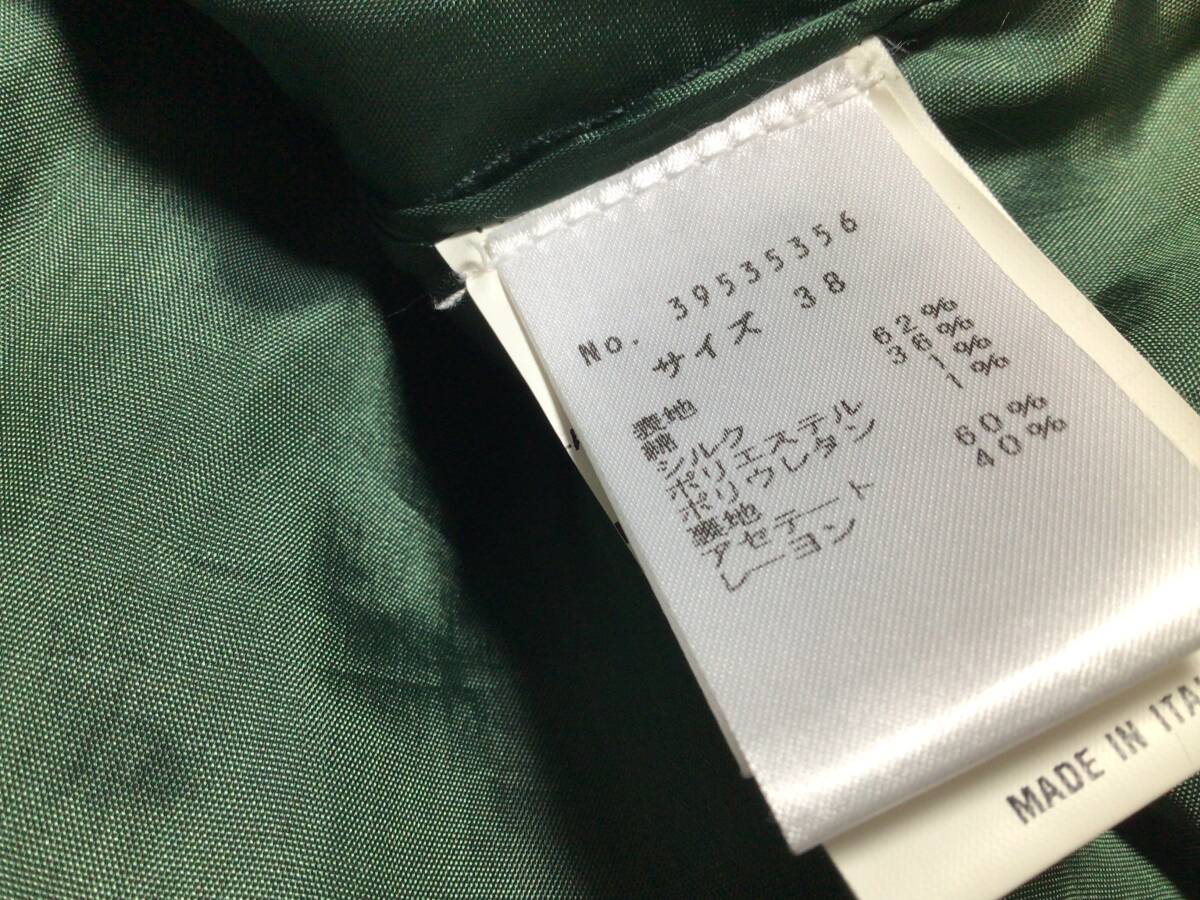 No. 39535356
サイズ 38
表地
綿 62%
シルク 36%
ポリエステル 1%
ポリウレタン 1%
裏地
アセテート 60%
レーヨン 40%
MADE IN ITA